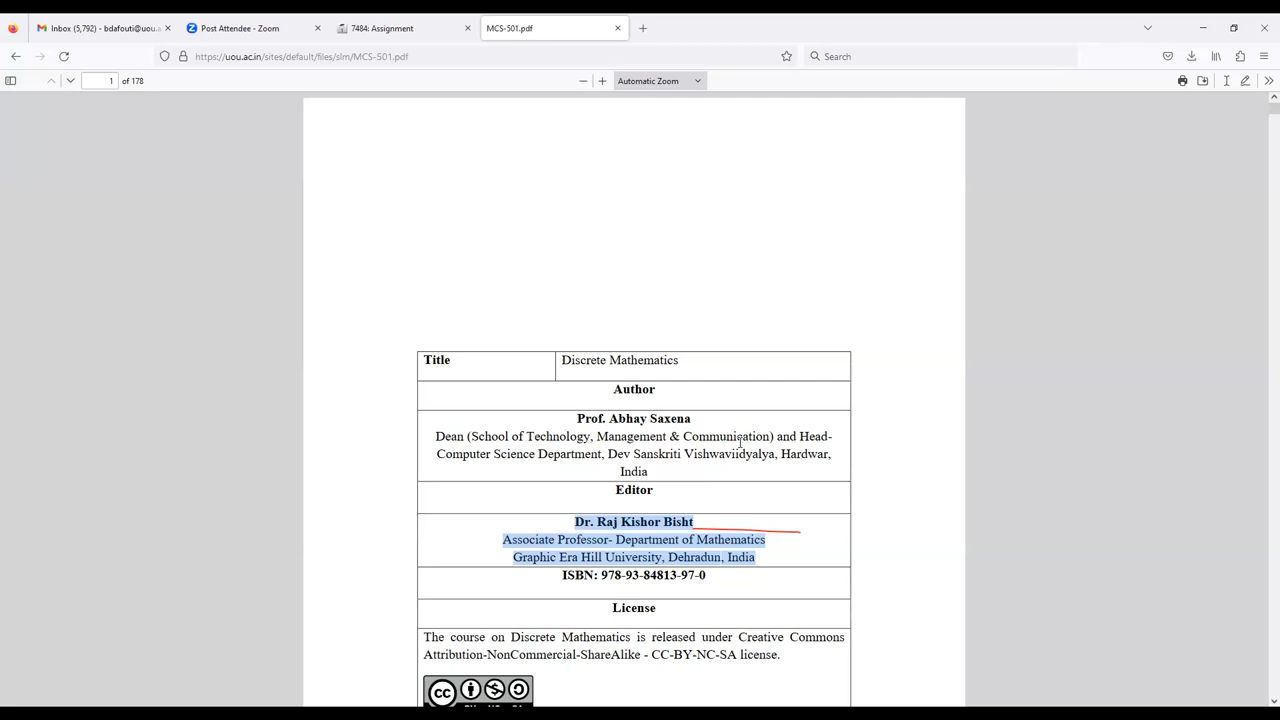 Inbox (5,792) - bdafouti@uou.a
Post Attendee - Zoom
7484: Assignment
MCS-501.pdf
https://uou.ac.in/sites/default/files/slm/MCS-501.pdf
Search
1 of 178
Automatic Zoom
Title Discrete Mathematics
Author
Prof. Abhay Saxena
Dean (School of Technology, Management & Communication) and Head-
Computer Science Department, Dev Sanskriti Vishwaviidyalya, Hardwar,
India
Editor
Dr. Raj Kishor Bisht
Associate Professor- Department of Mathematics
Graphic Era Hill University, Dehradun, India
ISBN: 978-93-84813-97-0
License
The course on Discrete Mathematics is released under Creative Commons
Attribution-NonCommercial-ShareAlike - CC-BY-NC-SA license.
cc